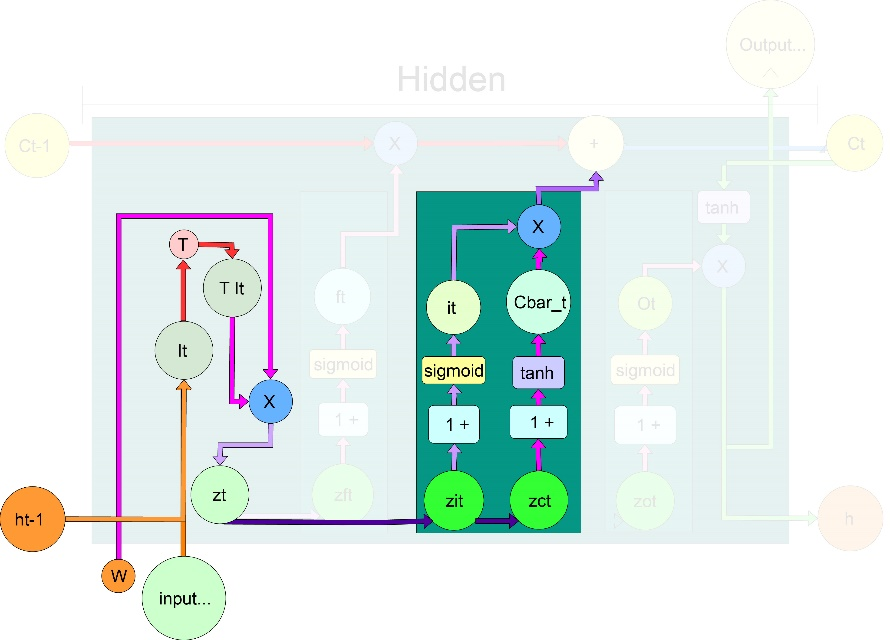 Output...
Hidden
Ct-1
X
+
Ct
tanh
T
X
X
T It
ft
it
Cbar_t
Ot
It
sigmoid
sigmoid
tanh
sigmoid
X
1 +
1 +
1 +
1 +
zt
zft
zit
zct
zot
ht-1
h
W
input...